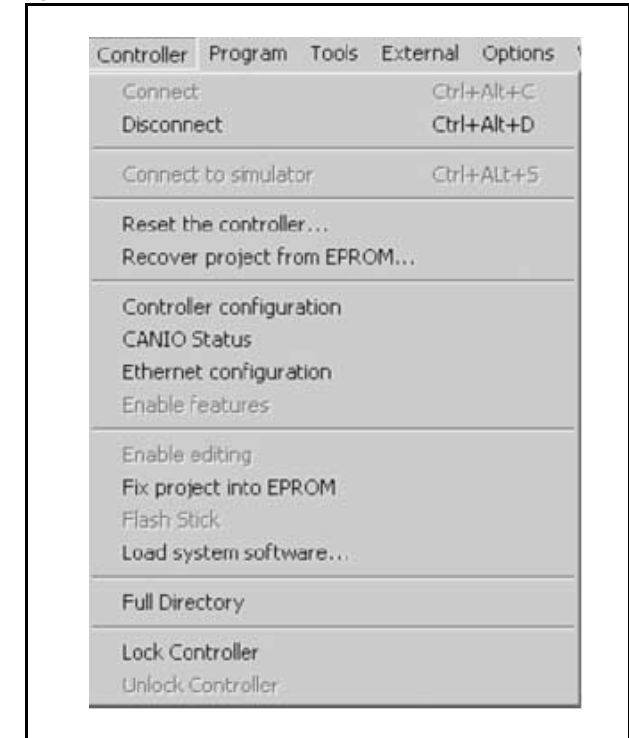 Controller Program Tools External Options
Connect Ctrl+Alt+C
Disconnect Ctrl+Alt+D
Connect to simulator Ctrl+ALt+S
Reset the controller...
Recover project from EPROM...
Controller configuration
CANIO Status
Ethernet configuration
Enable features
Enable editing
Fix project into EPROM
Flash Stick
Load system software...
Full Directory
Lock Controller
Unlock Controller